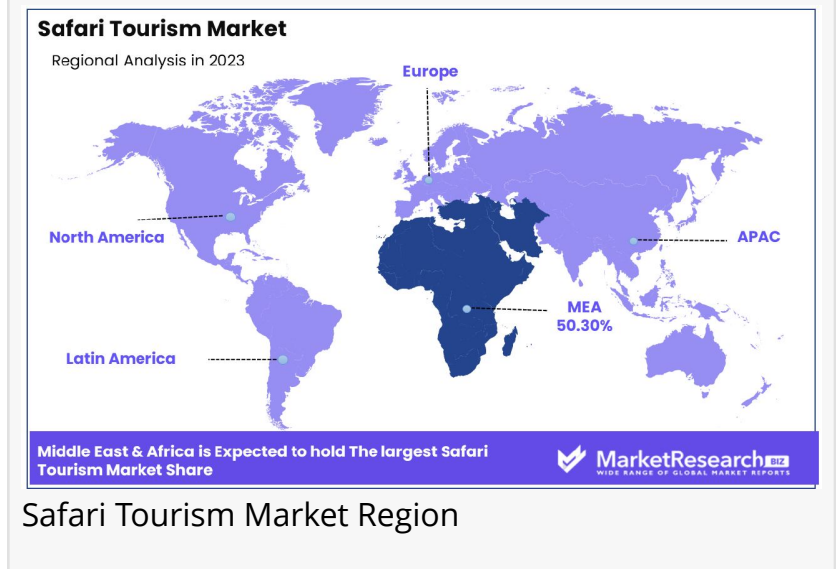 Safari Tourism Market
Regional Analysis in 2023
Europe
North America
APAC
MEA
50.30%
Latin America
Middle East & Africa is Expected to hold The largest Safari
Tourism Market Share
MarketResearch BIZ
WIDE RANGE OF GLOBAL MARKET REPORTS
Safari Tourism Market Region